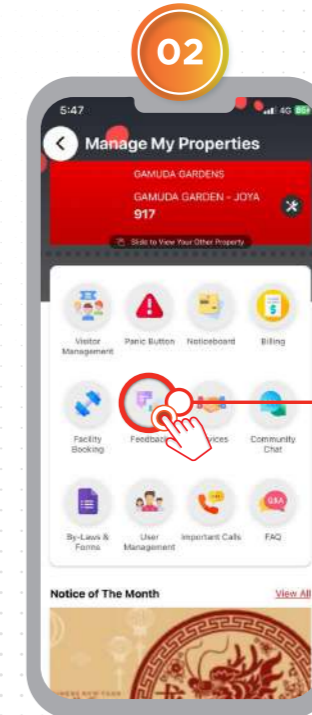 02
5:47
4G
Manage My Properties
GAMUDA GARDENS
GAMUDA GARDEN - JOYA
917
Slide to View Your Other Property
Visitor Management
Panic Button
Noticeboard
Billing
Facility Booking
Feedback
Community Chat
By-Laws & Forms
User Management
Important Calls
Q&A
FAQ
Notice of The Month
View All